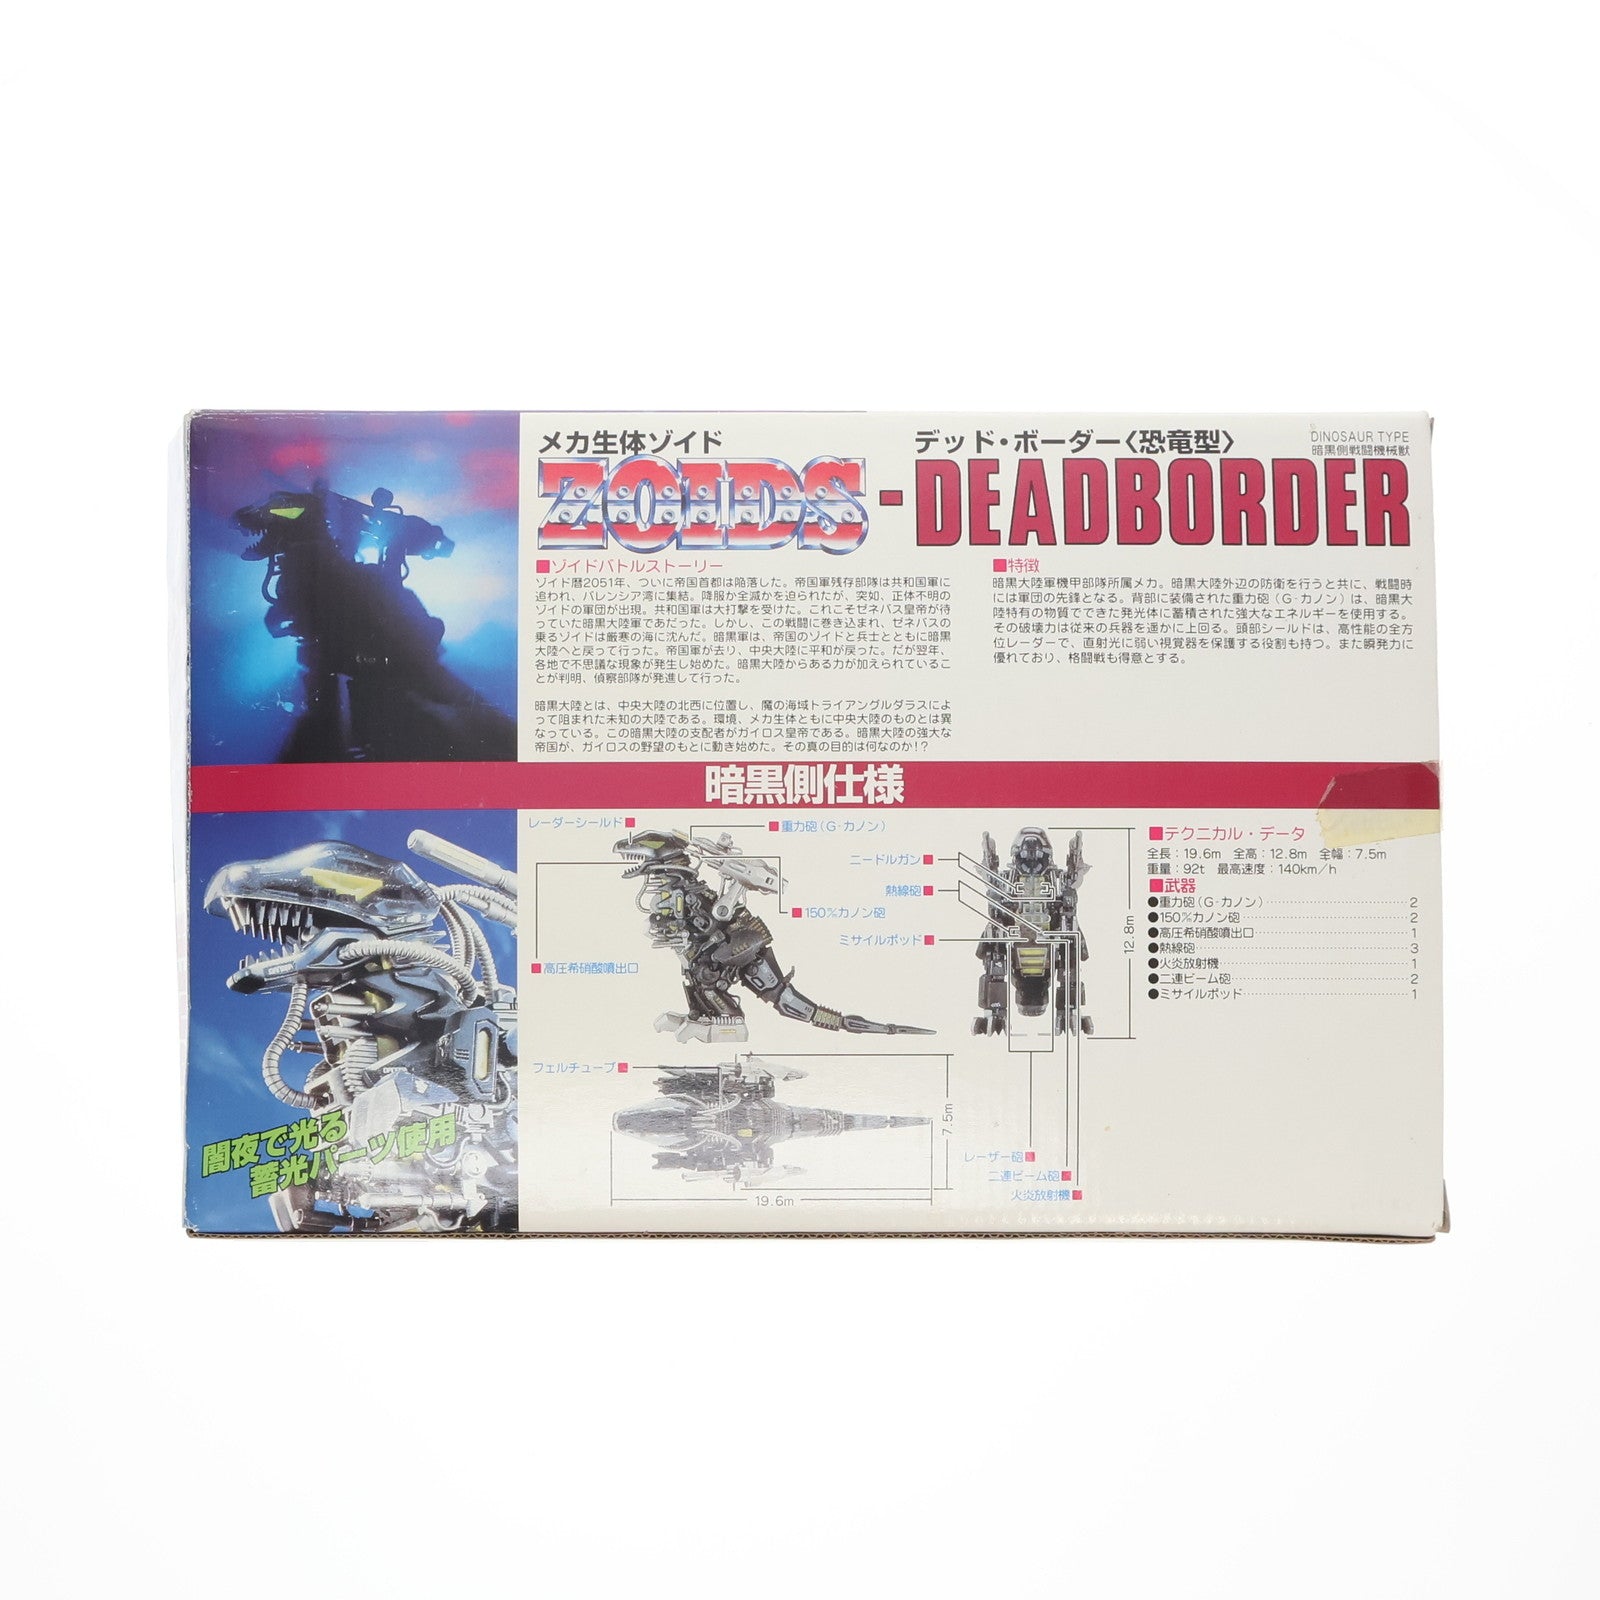 メカ生体ゾイド
ZOIDS
デッド・ボーダー〈恐竜型〉
DINOSAUR TYPE
暗黒側戦闘機械獣
-DEADBORDER
■ゾイドバトルストーリー
ゾイド暦2051年、ついに帝国首都は陥落した。帝国軍残存部隊は共和国軍に
追われ、バレンシア湾に集結。降服か全滅かを迫られたが、突如、正体不明の
ゾイドの軍団が出現。共和国軍は大打撃を受けた。これこそゼネバス皇帝が待
っていた暗黒大陸軍であだった。しかし、この戦闘に巻き込まれ、ゼネバスの
乗るゾイドは厳寒の海に沈んだ。暗黒軍は、帝国のゾイドと兵士とともに暗黒
大陸へと戻って行った。帝国軍が去り、中央大陸に平和が戻った。だが翌年、
各地で不思議な現象が発生し始めた。暗黒大陸からある力が加えられているこ
とが判明、偵察部隊が発進して行った。
暗黒大陸とは、中央大陸の北西に位置し、魔の海域トライアングルダラスによ
って阻まれた未知の大陸である。環境、メカ生体ともに中央大陸のものとは異
なっている。この暗黒大陸の支配者がガイロス皇帝である。暗黒大陸の強大な
帝国が、ガイロスの野望のもとに動き始めた。その真の目的は何なのか!?
■特徴
暗黒大陸軍機甲部隊所属メカ。暗黒大陸外辺の防衛を行うと共に、戦闘時
には軍団の先鋒となる。背部に装備された重力砲（G-カノン）は、暗黒大
陸特有の物質でできた発光体に蓄積された強大なエネルギーを使用する。
その破壊力は従来の兵器を遥かに上回る。頭部シールドは、高性能の全方
位レーダーで、直射光に弱い視覚器を保護する役割も持つ。また瞬発力に
優れており、格闘戦も得意とする。
暗黒側仕様
レーダーシールド■
■重力砲（G-カノン）
■150㎜カノン砲
■高圧希硝酸噴出口
ニードルガン■
熱線砲■
ミサイルポッド■
12.8m
フェルチューブ■
7.5m
19.6m
レーザー砲■
二連ビーム砲■
火炎放射機■
■テクニカル・データ
全長：19.6m 全高：12.8m 全幅：7.5m
重量：92t 最高速度：140km/h
■武器
●重力砲（G-カノン）……2
●150㎜カノン砲……2
●高圧希硝酸噴出口……1
●熱線砲……3
●火炎放射機……1
●二連ビーム砲……2
●ミサイルポッド……1
闇夜で光る
蓄光パーツ使用